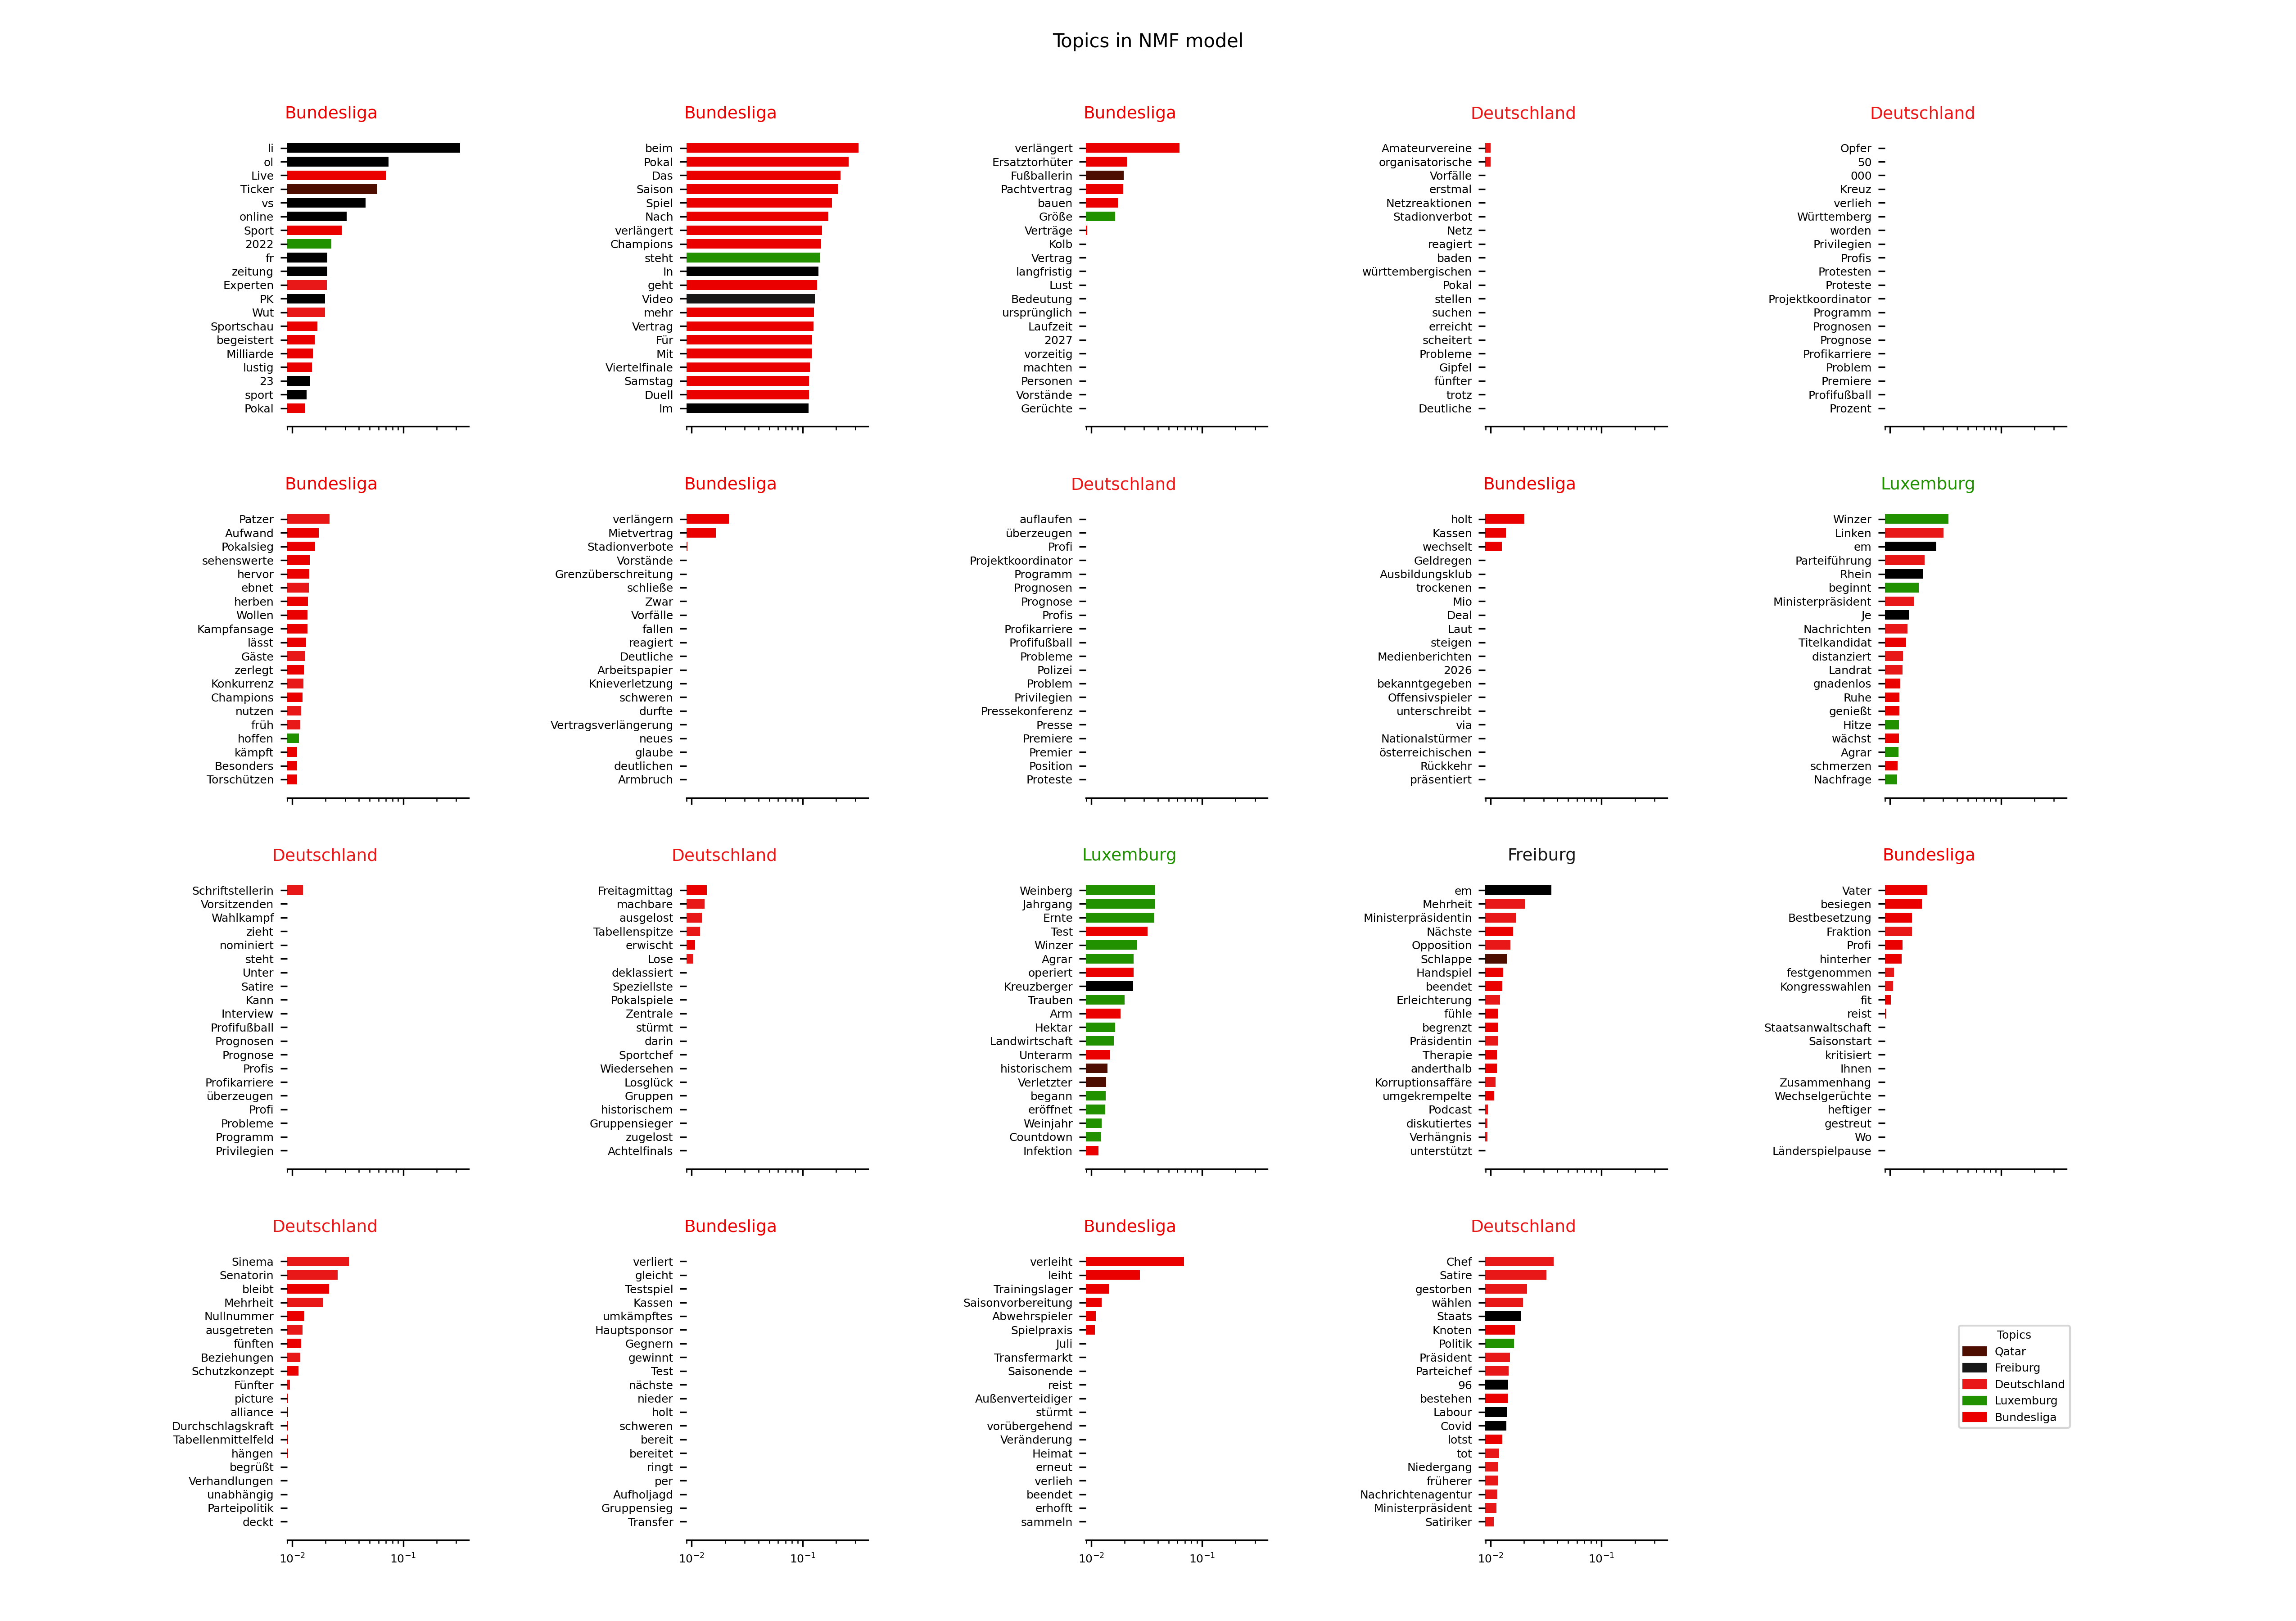 Topics in NMF model
Bundesliga
li
ol
Live
Ticker
vs
online
Sport
2022
fr
zeitung
Experten
PK
Wut
Sportschau
begeistert
Milliarde
lustig
23
sport
Pokal
Bundesliga
beim
Pokal
Das
Saison
Spiel
Nach
verlängert
Champions
steht
In
geht
Video
mehr
Vertrag
Für
Mit
Viertelfinale
Samstag
Duell
Im
Bundesliga
verlängert
Ersatztorhüter
Fußballerin
Pachtvertrag
bauen
Größe
Verträge
Kolb
Vertrag
langfristig
Lust
Bedeutung
ursprünglich
Laufzeit
2027
vorzeitig
machten
Personen
Vorstände
Gerüchte
Deutschland
Amateurvereine
organisatorische
Vorfälle
erstmal
Netzreaktionen
Stadionverbot
Netz
reagiert
baden
württembergischen
Pokal
stellen
suchen
erreicht
scheitert
Probleme
Gipfel
fünfter
trotz
Deutliche
Deutschland
Opfer
50
000
Kreuz
verlieh
Württemberg
worden
Privilegien
Profis
Protesten
Proteste
Projektkoordinator
Programm
Prognosen
Prognose
Profikarriere
Problem
Premiere
Profifußball
Prozent
Bundesliga
Patzer
Aufwand
Pokalsieg
sehenswerte
hervor
ebnet
herben
Wollen
Kampfansage
lässt
Gäste
zerlegt
Konkurrenz
Champions
nutzen
früh
hoffen
kämpft
Besonders
Torschützen
Bundesliga
verlängern
Mietvertrag
Stadionverbote
Vorstände
Grenzüberschreitung
schließe
Zwar
Vorfälle
fallen
reagiert
Deutliche
Arbeitspapier
Knieverletzung
schweren
durfte
Vertragsverlängerung
neues
glaube
deutlichen
Armbruch
Deutschland
auflaufen
überzeugen
Profi
Projektkoordinator
Programm
Prognosen
Prognose
Profis
Profikarriere
Profifußball
Probleme
Polizei
Problem
Privilegien
Pressekonferenz
Presse
Premiere
Premier
Position
Proteste
Bundesliga
holt
Kassen
wechselt
Geldregen
Ausbildungsklub
trockenen
Mio
Deal
Laut
steigen
Medienberichten
2026
bekanntgegeben
Offensivspieler
unterschreibt
via
Nationalstürmer
österreichischen
Rückkehr
präsentiert
Luxemburg
Winzer
Linken
em
Parteiführung
Rhein
beginnt
Ministerpräsident
Je
Nachrichten
Titelkandidat
distanziert
Landrat
gnadenlos
Ruhe
genießt
Hitze
wächst
Agrar
schmerzen
Nachfrage
Deutschland
Schriftstellerin
Vorsitzenden
Wahlkampf
zieht
nominiert
steht
Unter
Satire
Kann
Interview
Profifußball
Prognosen
Prognose
Profis
Profikarriere
überzeugen
Profi
Probleme
Programm
Privilegien
Deutschland
Freitagmittag
machbare
ausgelost
Tabellenspitze
erwischt
Lose
deklassiert
Speziellste
Pokalspiele
Zentrale
stürmt
darin
Sportchef
Wiedersehen
Losglück
Gruppen
historischem
Gruppensieger
zugelost
Achtelfinals
Luxemburg
Weinberg
Jahrgang
Ernte
Test
Winzer
Agrar
operiert
Kreuzberger
Trauben
Arm
Hektar
Landwirtschaft
Unterarm
historischem
Verletzter
begann
eröffnet
Weinjahr
Countdown
Infektion
Freiburg
em
Mehrheit
Ministerpräsidentin
Nächste
Opposition
Schlappe
Handspiel
beendet
Erleichterung
fühle
begrenzt
Präsidentin
Therapie
anderthalb
Korruptionsaffäre
umgekrempelte
Podcast
diskutiertes
Verhängnis
unterstützt
Bundesliga
Vater
besiegen
Bestbesetzung
Fraktion
Profi
hinterher
festgenommen
Kongresswahlen
fit
reist
Staatsanwaltschaft
Saisonstart
kritisiert
Ihnen
Zusammenhang
Wechselgerüchte
heftiger
gestreut
Wo
Länderspielpause
Deutschland
Sinema
Senatorin
bleibt
Mehrheit
Nullnummer
ausgetreten
fünften
Beziehungen
Schutzkonzept
Fünfter
picture
alliance
Durchschlagskraft
Tabellenmittelfeld
hängen
begrüßt
Verhandlungen
unabhängig
Parteipolitik
deckt
10⁻² 10⁻¹
Bundesliga
verliert
gleicht
Testspiel
Kassen
umkämpftes
Hauptsponsor
Gegnern
gewinnt
Test
nächste
nieder
holt
schweren
bereit
bereitet
ringt
per
Aufholjagd
Gruppensieg
Transfer
10⁻² 10⁻¹
Bundesliga
verleiht
leiht
Trainingslager
Saisonvorbereitung
Abwehrspieler
Spielpraxis
Juli
Transfermarkt
Saisonende
reist
Außenverteidiger
stürmt
vorübergehend
Veränderung
Heimat
erneut
verlieh
beendet
erhofft
sammeln
10⁻² 10⁻¹
Deutschland
Chef
Satire
gestorben
wählen
Staats
Knoten
Politik
Präsident
Parteichef
96
bestehen
Labour
Covid
lotst
tot
Niedergang
früherer
Nachrichtenagentur
Ministerpräsident
Satiriker
10⁻² 10⁻¹
Topics
Qatar
Freiburg
Deutschland
Luxemburg
Bundesliga